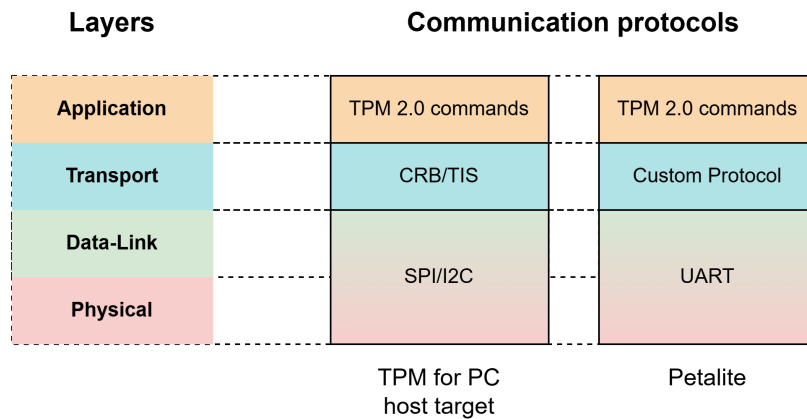 Layers
Communication protocols
Application
TPM 2.0 commands
TPM 2.0 commands
Transport
CRB/TIS
Custom Protocol
Data-Link
SPI/I2C
UART
Physical
TPM for PC
host target
Petalite